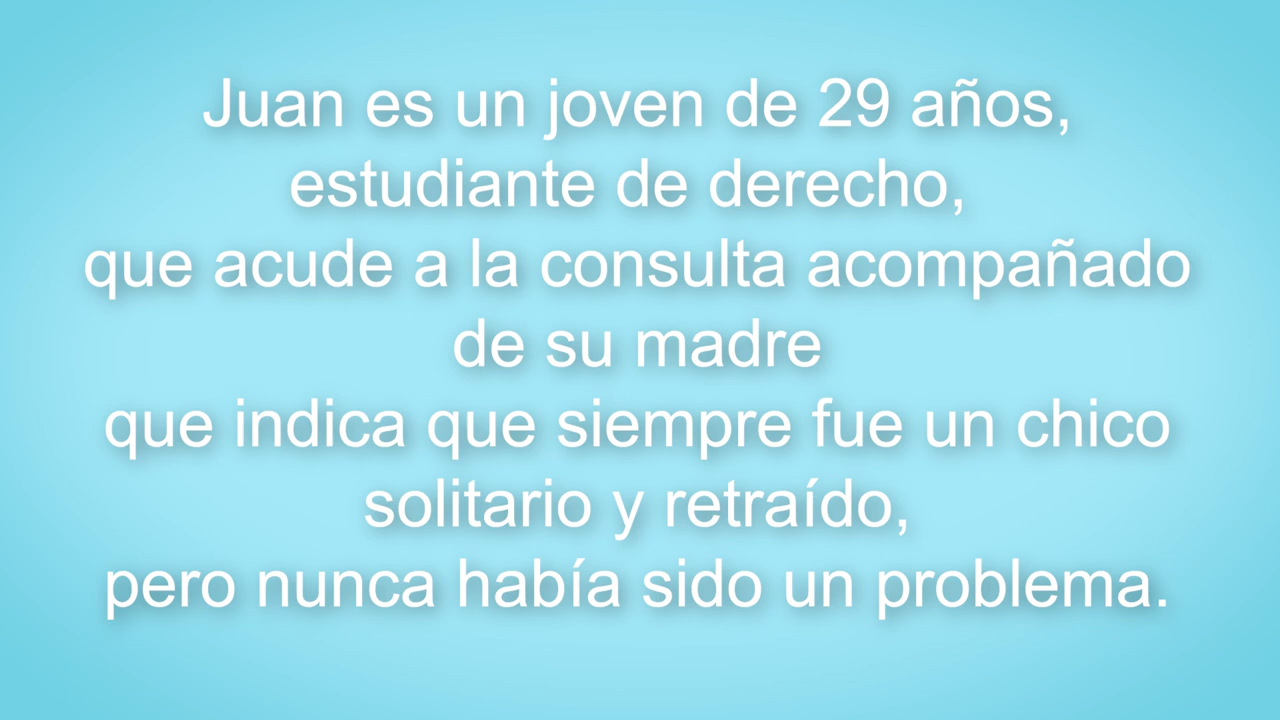 Juan es un joven de 29 años,
estudiante de derecho,
que acude a la consulta acompañado
de su madre
que indica que siempre fue un chico
solitario y retraído,
pero nunca había sido un problema.